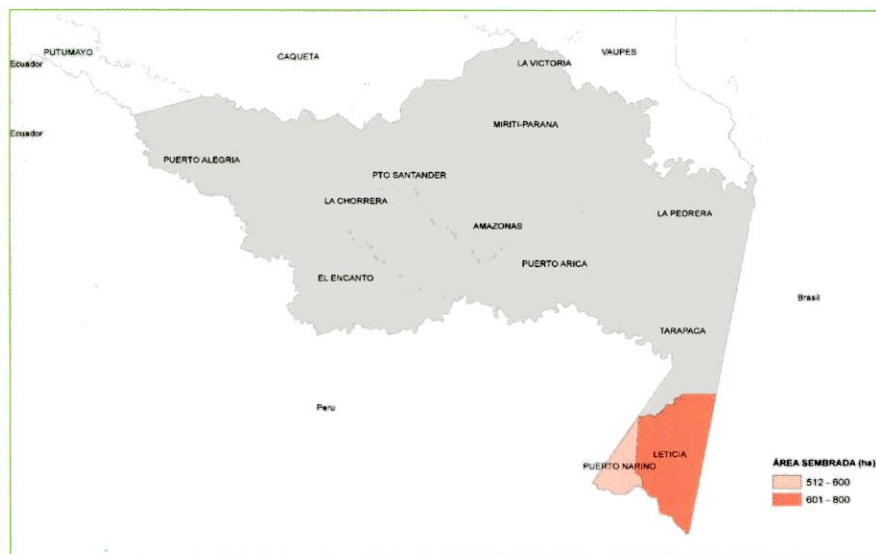 PUTUMAYO
CAQUETA
VAUPES
Ecuador
LA VICTORIA
Ecuador
MIRITI-PARANA
PUERTO ALEGRIA
PTO SANTANDER
LA CHORRERA
LA PEDRERA
AMAZONAS
PUERTO ARICA
EL ENCANTO
Brasil
TARAPACA
Peru
LETICIA
PUERTO NARIÑO
ÁREA SEMBRADA (ha)
512 - 600
601 - 800